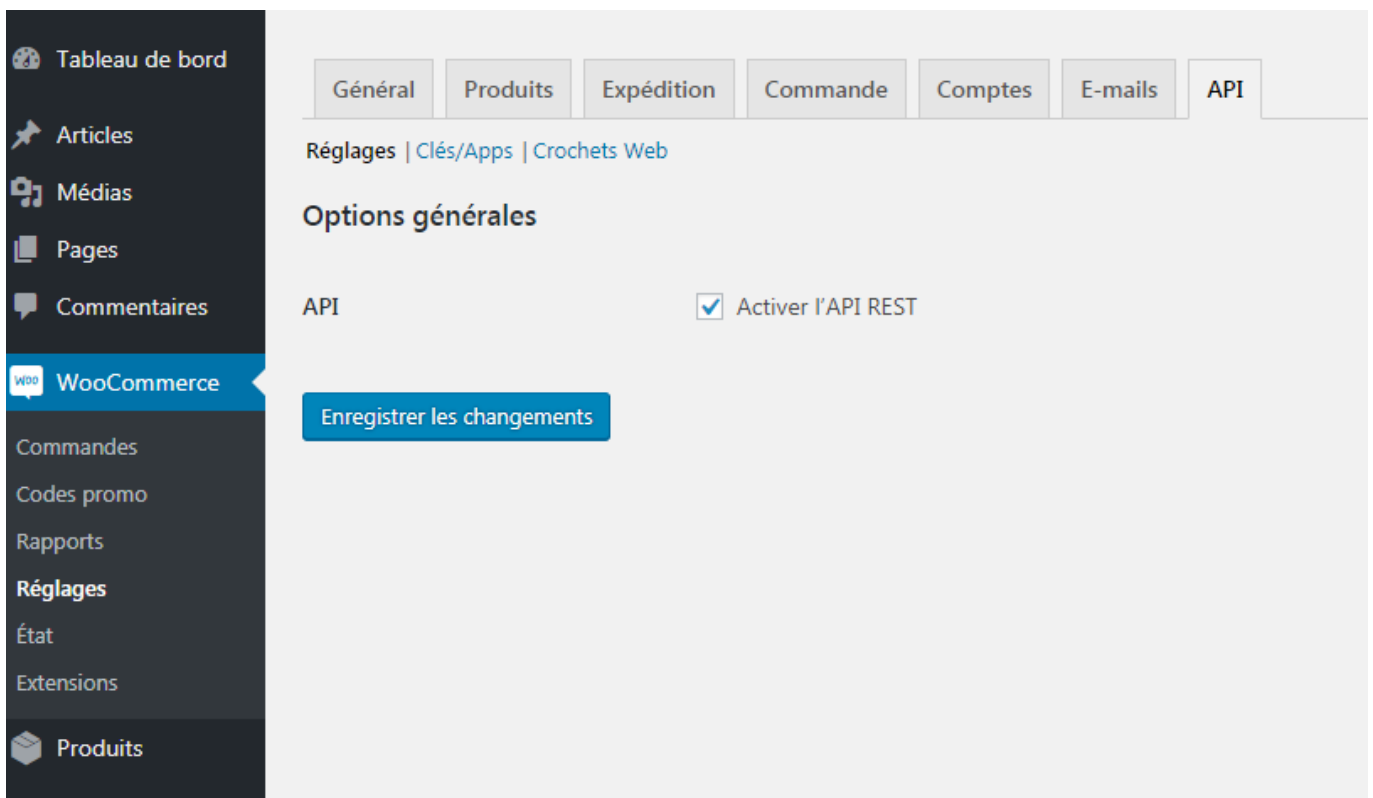 Tableau de bord
Articles
Médias
Pages
Commentaires
Woo WooCommerce
Commandes
Codes promo
Rapports
Réglages
État
Extensions
Produits
Général Produits Expédition Commande Comptes E-mails API
Réglages | Clés/Apps | Crochets Web
Options générales
API Activer l'API REST
Enregistrer les changements